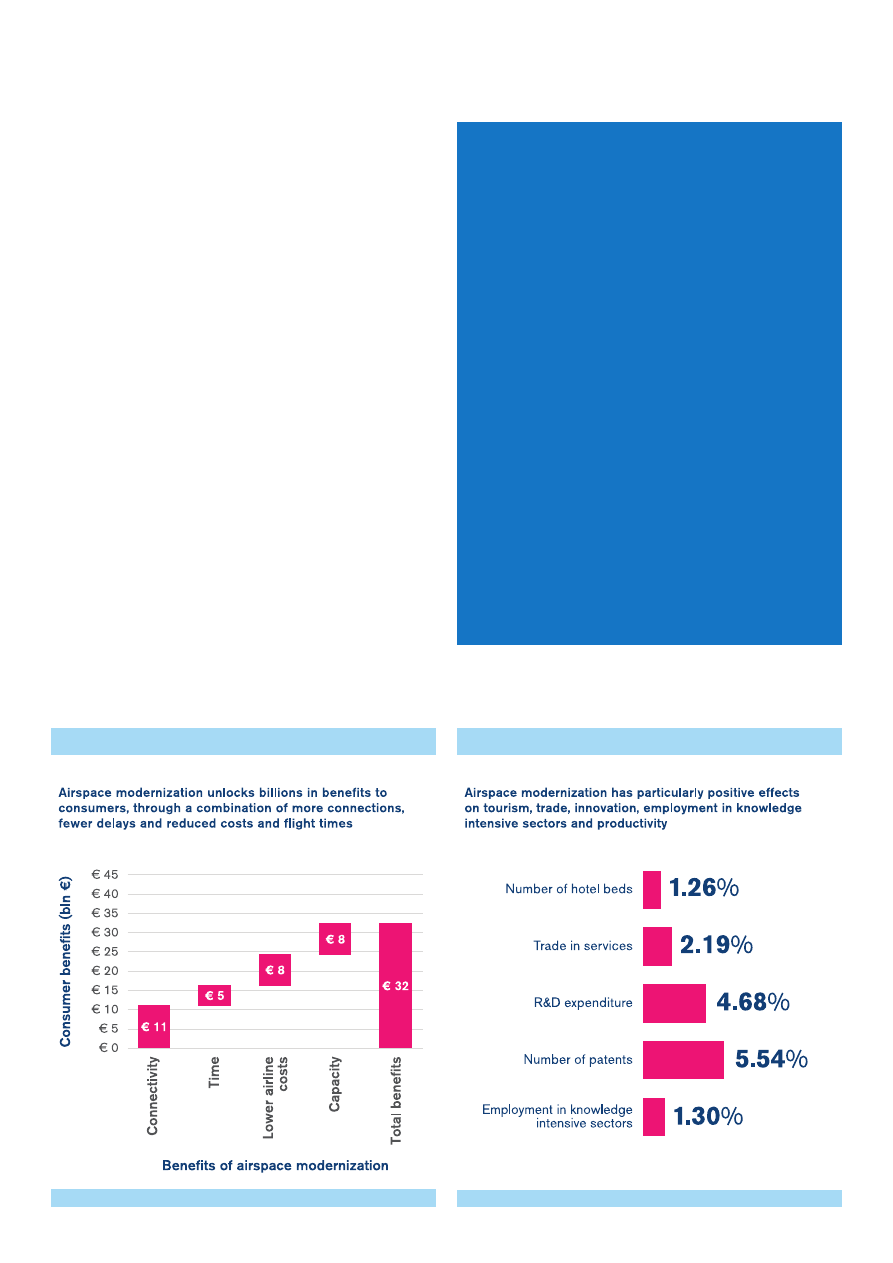 Airspace modernization unlocks billions in benefits to
consumers, through a combination of more connections,
fewer delays and reduced costs and flight times
Consumer benefits (bln €)
€ 45
€ 40
€ 35
€ 30
€ 25
€ 20
€ 15
€ 10
€ 5
€ 0
€ 11
€ 5
€ 8
€ 8
€ 32
Connectivity
Time
Lower airline
costs
Capacity
Total benefits
Benefits of airspace modernization
Airspace modernization has particularly positive effects
on tourism, trade, innovation, employment in knowledge
intensive sectors and productivity
Number of hotel beds 1.26%
Trade in services 2.19%
R&D expenditure 4.68%
Number of patents 5.54%
Employment in knowledge
intensive sectors 1.30%